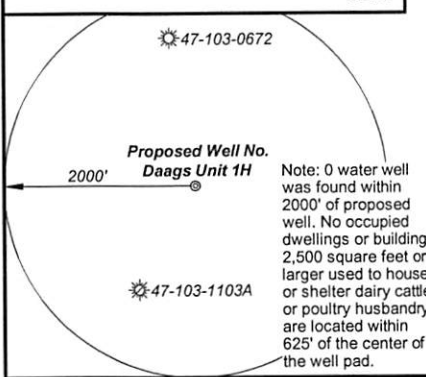 47-103-0672
Proposed Well No.
Daags Unit 1H
2000'
Note: 0 water well
was found within
2000' of proposed
well. No occupied
dwellings or building
2,500 square feet or
larger used to house
or shelter dairy cattle
or poultry husbandry
are located within
625' of the center of
the well pad.
47-103-1103A